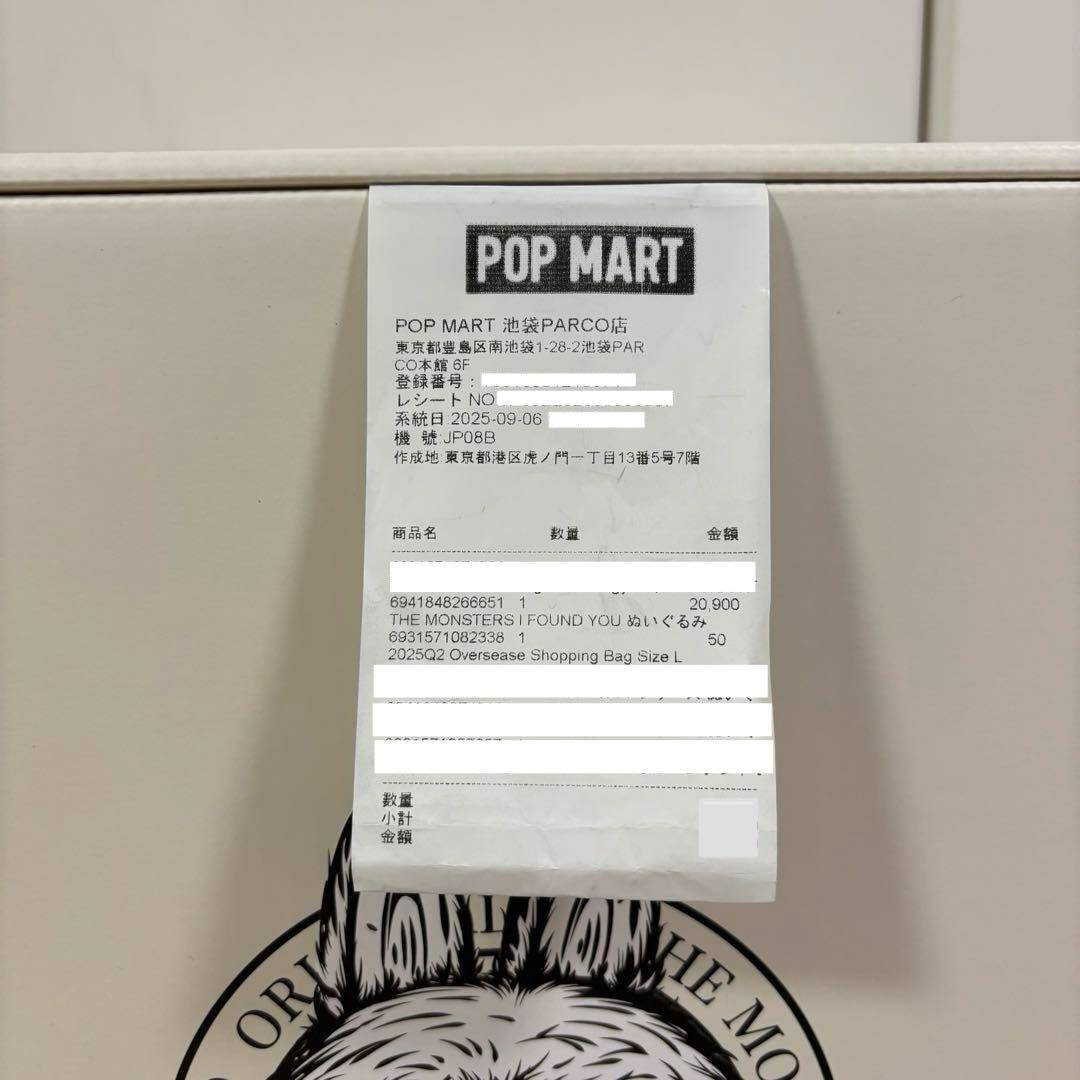 POP MART
POP MART 池袋PARCO店
東京都豊島区南池袋1-28-2池袋PAR
CO本館 6F
登録番号:
レシートNO
系統日:2025-09-06
機 號:JP08B
作成地:東京都港区虎ノ門一丁目13番5号7階
商品名 数量 金額
6941848266651 1 20,900
THE MONSTERS I FOUND YOU ぬいぐるみ
6931571082338 1 50
2025Q2 Oversease Shopping Bag Size L
数量
小計
金額
ORI
HE MO